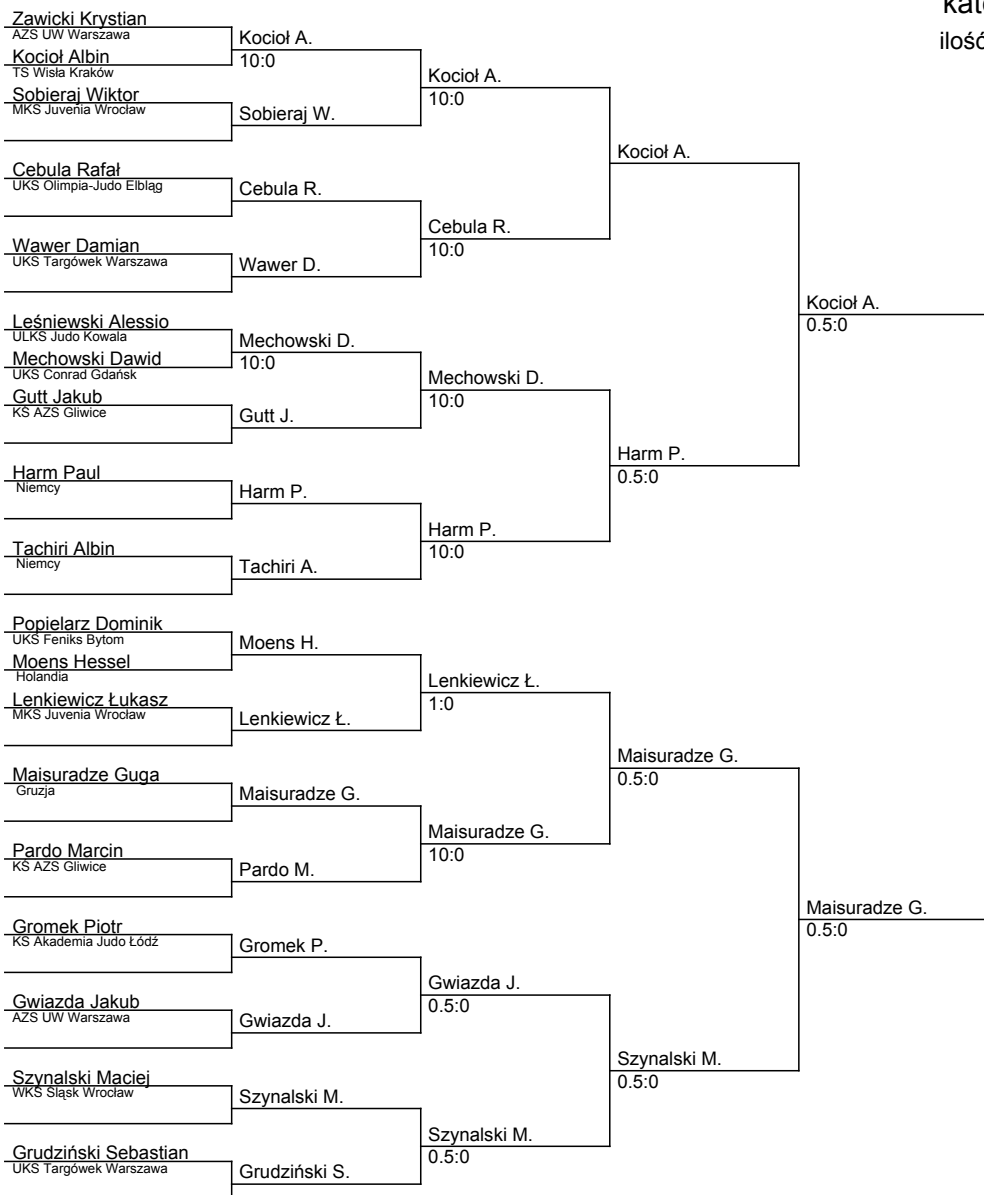 kat
ilość
Zawicki Krystian
AZS UW Warszawa
Kocioł Albin
TS Wisła Kraków
Sobieraj Wiktor
MKS Juvenia Wrocław
Cebula Rafał
UKS Olimpia-Judo Elbląg
Wawer Damian
UKS Targówek Warszawa
Leśniewski Alessio
ULKS Judo Kowala
Mechowski Dawid
UKS Conrad Gdańsk
Gutt Jakub
KŚ AZS Gliwice
Harm Paul
Niemcy
Tachiri Albin
Niemcy
Popielarz Dominik
UKS Feniks Bytom
Moens Hessel
Holandia
Lenkiewicz Łukasz
MKS Juvenia Wrocław
Maisuradze Guga
Gruzja
Pardo Marcin
KŚ AZS Gliwice
Gromek Piotr
KS Akademia Judo Łódź
Gwiazda Jakub
AZS UW Warszawa
Szynalski Maciej
WKS Śląsk Wrocław
Grudziński Sebastian
UKS Targówek Warszawa
Kocioł A.
10:0
Sobieraj W.
Cebula R.
Wawer D.
Mechowski D.
10:0
Gutt J.
Harm P.
Tachiri A.
Moens H.
Lenkiewicz Ł.
Maisuradze G.
Pardo M.
Gromek P.
Gwiazda J.
Szynalski M.
Grudziński S.
Kocioł A.
10:0
Cebula R.
10:0
Mechowski D.
10:0
Harm P.
10:0
Lenkiewicz Ł.
1:0
Maisuradze G.
10:0
Gwiazda J.
0.5:0
Szynalski M.
0.5:0
Kocioł A.
Harm P.
0.5:0
Maisuradze G.
0.5:0
Szynalski M.
0.5:0
Kocioł A.
0.5:0
Maisuradze G.
0.5:0